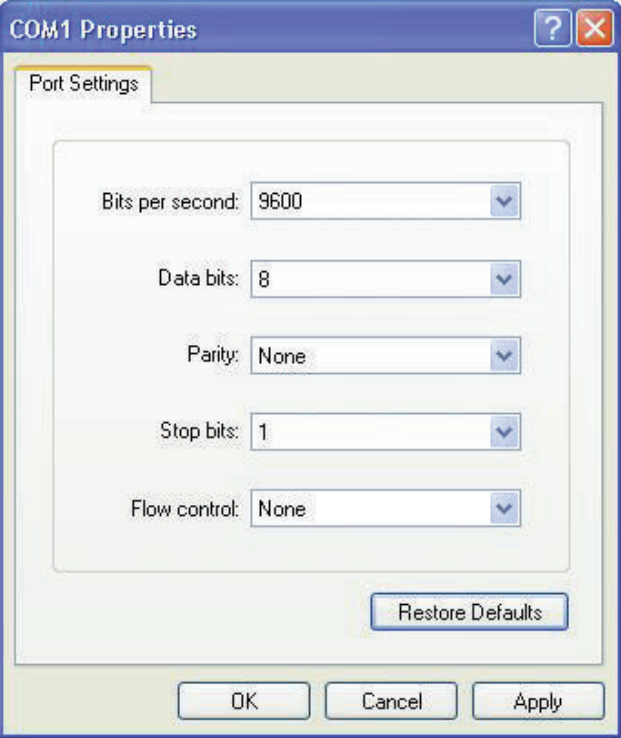 COM1 Properties
Port Settings
Bits per second: 9600
Data bits: 8
Parity: None
Stop bits: 1
Flow control: None
Restore Defaults
OK Cancel Apply